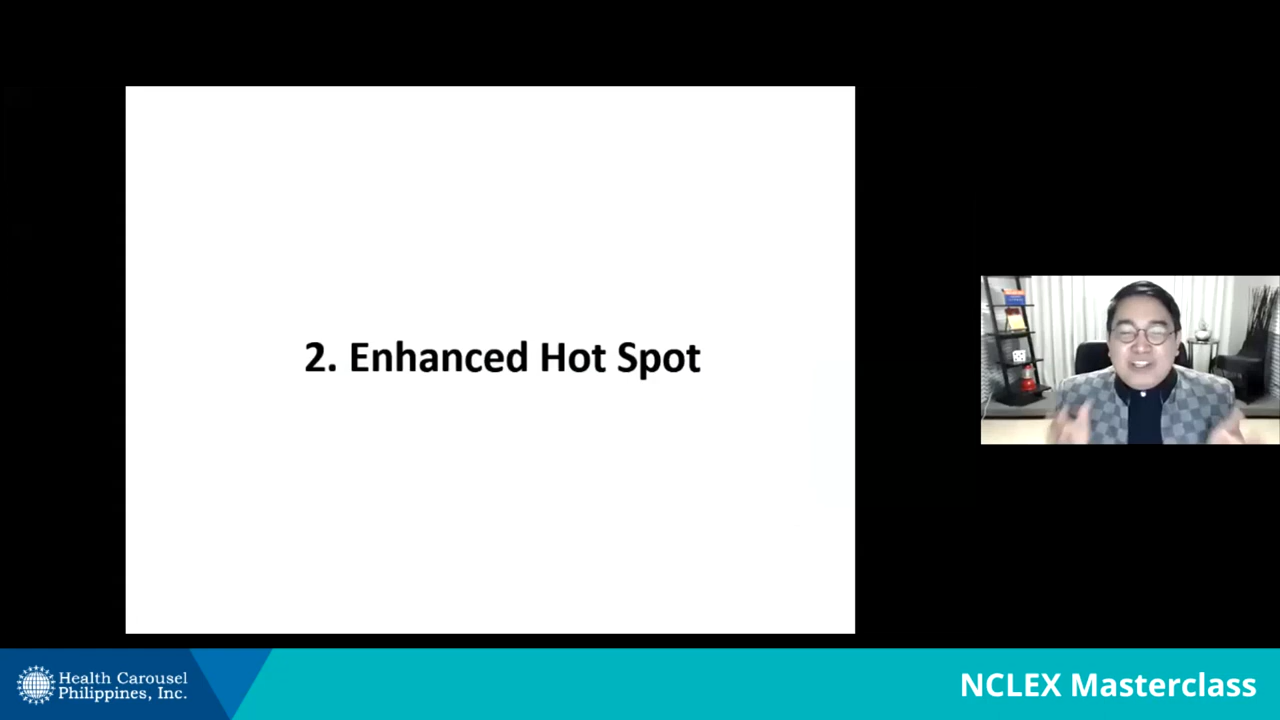 2. Enhanced Hot Spot
Health Carousel
Philippines, Inc.
NCLEX Masterclass